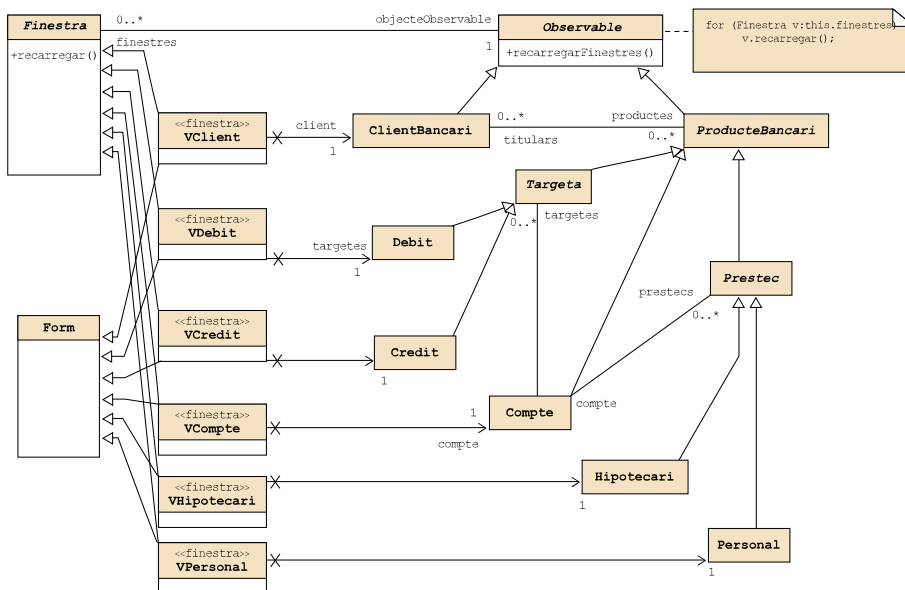 Finestra
0..*
objecteObservable
Observable
for (Finestra v:this.finestres)
v.recarregar();
finestres
1
+recarregar()
+recarregarFinestres()
<<finestra>>
VClient
client
1
ClientBancari
0..*
titulars
productes
0..*
ProducteBancari
Targeta
0..*
targetes
<<finestra>>
VDebit
targetes
1
Debit
Prestec
prestecs
0..*
Form
<<finestra>>
VCredit
Credit
1
<<finestra>>
VCompte
1
compte
Compte
compte
<<finestra>>
VHipotecari
Hipotecari
1
<<finestra>>
VPersonal
Personal
1